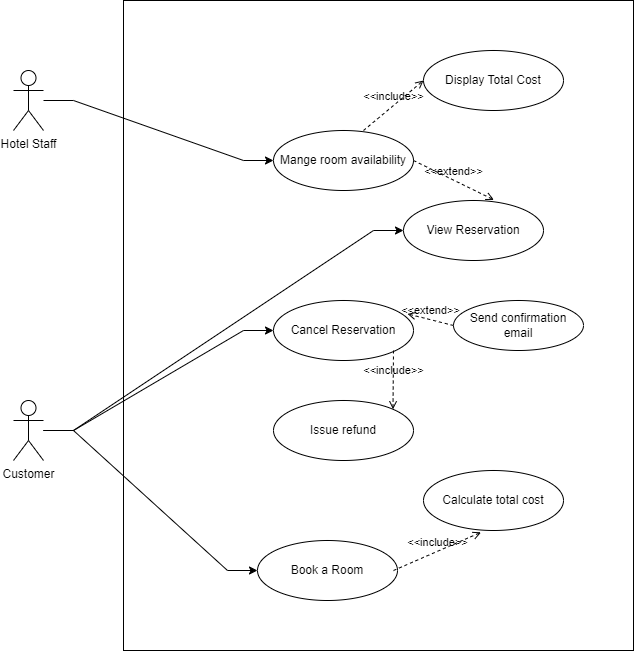 Display Total Cost
<<include>>
Hotel Staff
Mange room availability
<<extend>>
View Reservation
<<extend>>
Send confirmation
email
Cancel Reservation
<<include>>
Issue refund
Customer
Calculate total cost
<<include>>
Book a Room